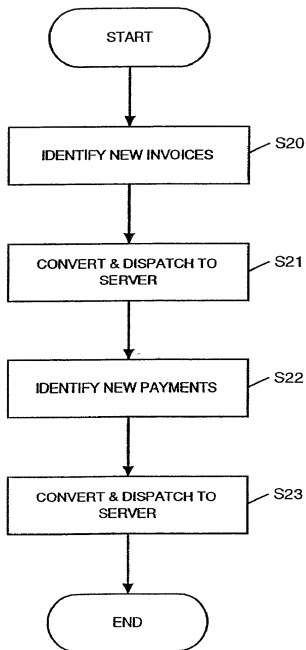 START
IDENTIFY NEW INVOICES
S20
CONVERT & DISPATCH TO
SERVER
S21
IDENTIFY NEW PAYMENTS
S22
CONVERT & DISPATCH TO
SERVER
S23
END